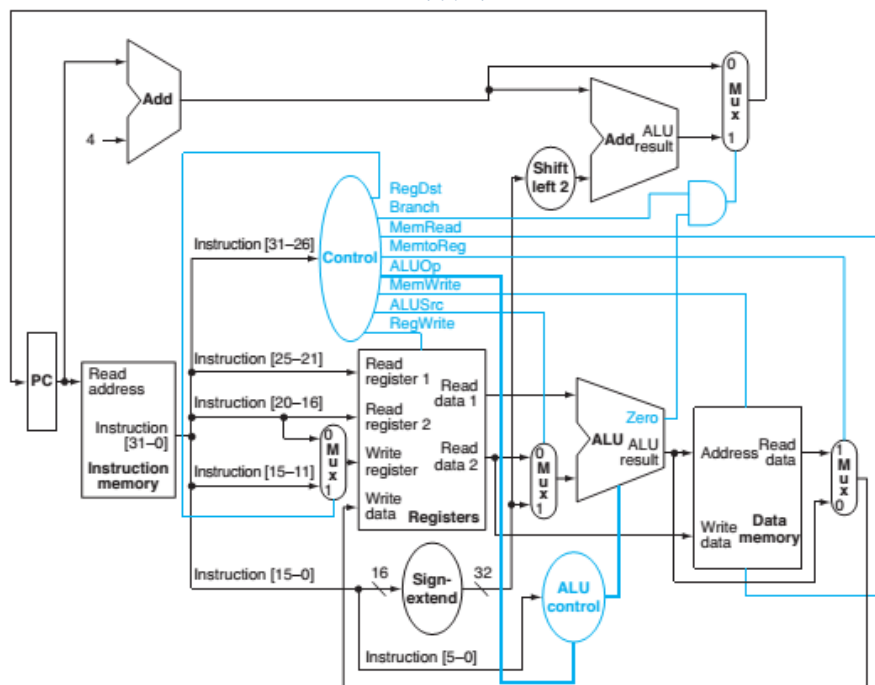 Add
4
0
M
u
x
1
Add
ALU
result
Shift
left 2
RegDst
Branch
MemRead
MemtoReg
ALUOp
MemWrite
ALUSrc
RegWrite
Instruction [31–26]
Control
PC
Read
address
Instruction
[31–0]
Instruction
memory
Instruction [25–21]
Instruction [20–16]
Instruction [15–11]
0
M
u
x
1
Read
register 1
Read
register 2
Write
register
Write
data
Read
data 1
Read
data 2
Registers
0
M
u
x
1
Zero
ALU
ALU
result
Address
Read
data
Write
data
Data
memory
1
M
u
x
0
Instruction [15–0]
16
Sign-
extend
32
ALU
control
Instruction [5–0]